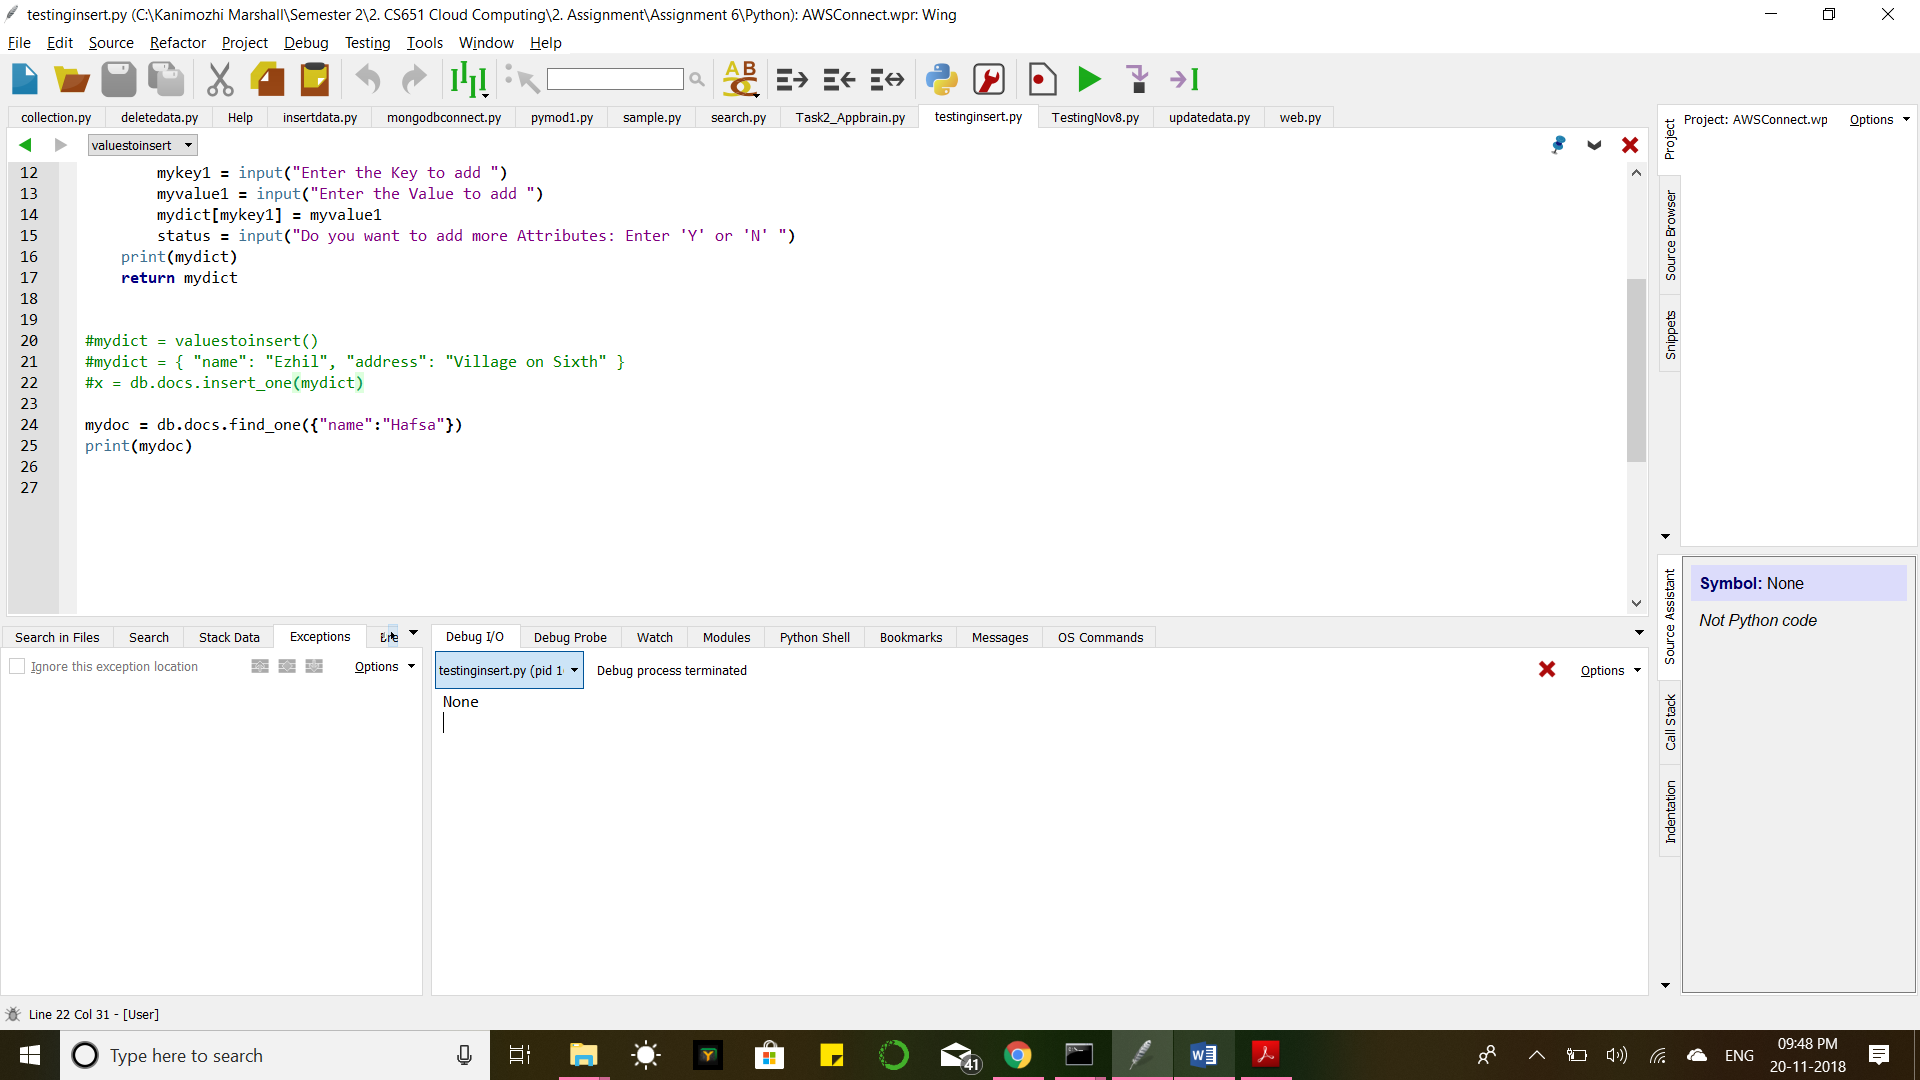 testinginsert.py (C:\Kanimozhi Marshall\Semester 2\2. CS651 Cloud Computing\2. Assignment\Assignment 6\Python): AWSConnect.wpr: Wing
File Edit Source Refactor Project Debug Testing Tools Window Help
collection.py deletedata.py Help insertdata.py mongodbconnect.py pymod1.py sample.py search.py Task2_Appbrain.py testinginsert.py TestingNov8.py updatedata.py web.py
valuestoinsert
12 mykey1 = input("Enter the Key to add ")
13 myvalue1 = input("Enter the Value to add ")
14 mydict[mykey1] = myvalue1
15 status = input("Do you want to add more Attributes: Enter 'Y' or 'N' ")
16 print(mydict)
17 return mydict
18
19
20 #mydict = valuestoinsert()
21 #mydict = { "name": "Ezhil", "address": "Village on Sixth" }
22 #x = db.docs.insert_one(mydict)
23
24 mydoc = db.docs.find_one({"name":"Hafsa"})
25 print(mydoc)
26
27
Project: AWSConnect.wp Options
Project
Source Browser
Snippets
Search in Files Search Stack Data Exceptions
Ignore this exception location Options
Debug I/O Debug Probe Watch Modules Python Shell Bookmarks Messages OS Commands
testinginsert.py (pid 1 Debug process terminated Options
None
Source Assistant
Call Stack
Indentation
Symbol: None
Not Python code
Line 22 Col 31 - [User]
Type here to search
41
ENG
09:48 PM
20-11-2018